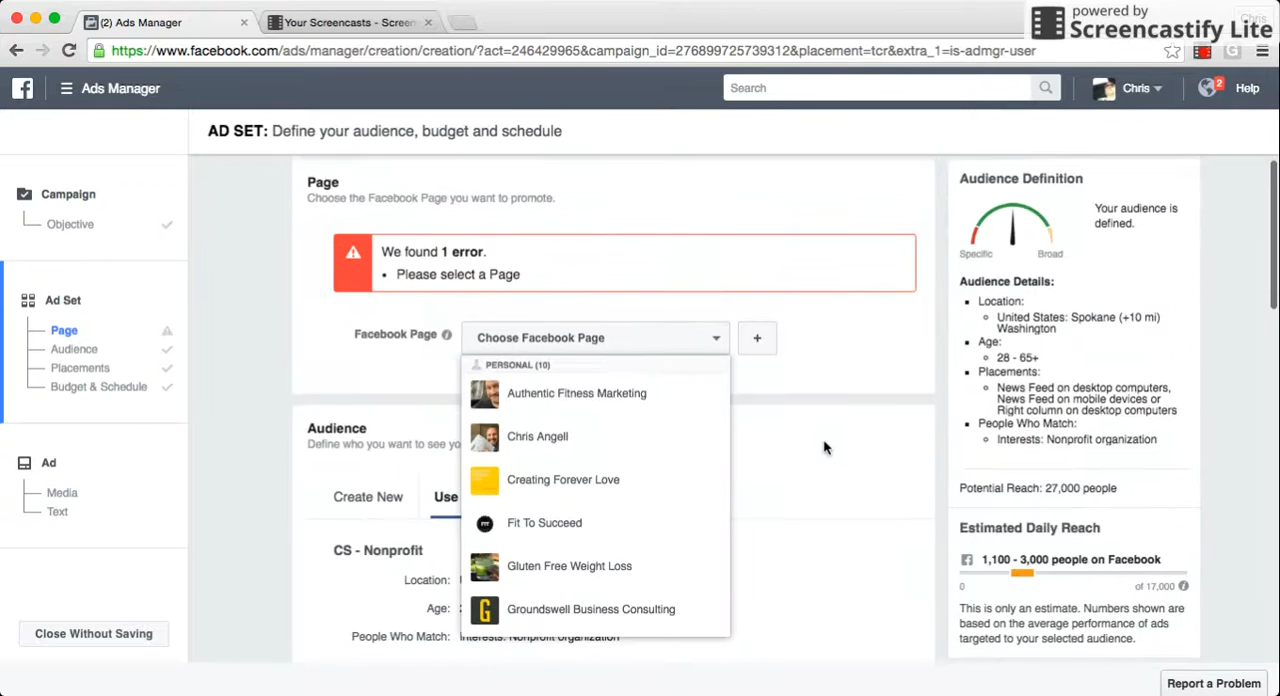 (2) Ads Manager
Your Screencasts - Screen
powered by
Screencastify Lite
https://www.facebook.com/ads/manager/creation/creation/?act=246429965&campaign_id=276899725739312&placement=tcr&extra_1=is-admgr-user
Ads Manager
Search
Chris
2
Help
AD SET: Define your audience, budget and schedule
Campaign
Objective
Ad Set
Page
Audience
Placements
Budget & Schedule
Ad
Media
Text
Close Without Saving
Page
Choose the Facebook Page you want to promote.
We found 1 error.
• Please select a Page
Facebook Page
Choose Facebook Page
+
PERSONAL (10)
Authentic Fitness Marketing
Chris Angell
Creating Forever Love
FIT
Fit To Succeed
Gluten Free Weight Loss
G
Groundswell Business Consulting
Audience
Define who you want to see yo
Create New
Use
CS - Nonprofit
Location:
Age:
People Who Match:
Interests: Nonprofit organization
Audience Definition
Specific
Broad
Your audience is
defined.
Audience Details:
Location:
United States: Spokane (+10 mi)
Washington
Age:
28 - 65+
Placements:
News Feed on desktop computers,
News Feed on mobile devices or
Right column on desktop computers
People Who Match:
Interests: Nonprofit organization
Potential Reach: 27,000 people
Estimated Daily Reach
1,100 - 3,000 people on Facebook
0
of 17,000
This is only an estimate. Numbers shown are
based on the average performance of ads
targeted to your selected audience.
Report a Problem